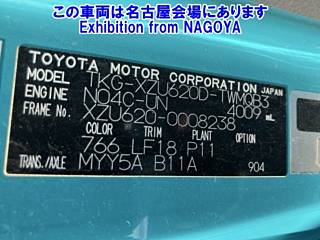 この車両は名古屋会場にあります
Exhibition from NAGOYA
TOYOTA MOTOR CORPORATION JAPAN
MODEL TKG-XZU620D-TWMQB3
ENGINE N04C-UN 4009 mL
FRAME No. XZU620-0008238
COLOR TRIM PLANT OPTION
766 LF18 P11
TRANS./AXLE MYY5A B11A 904